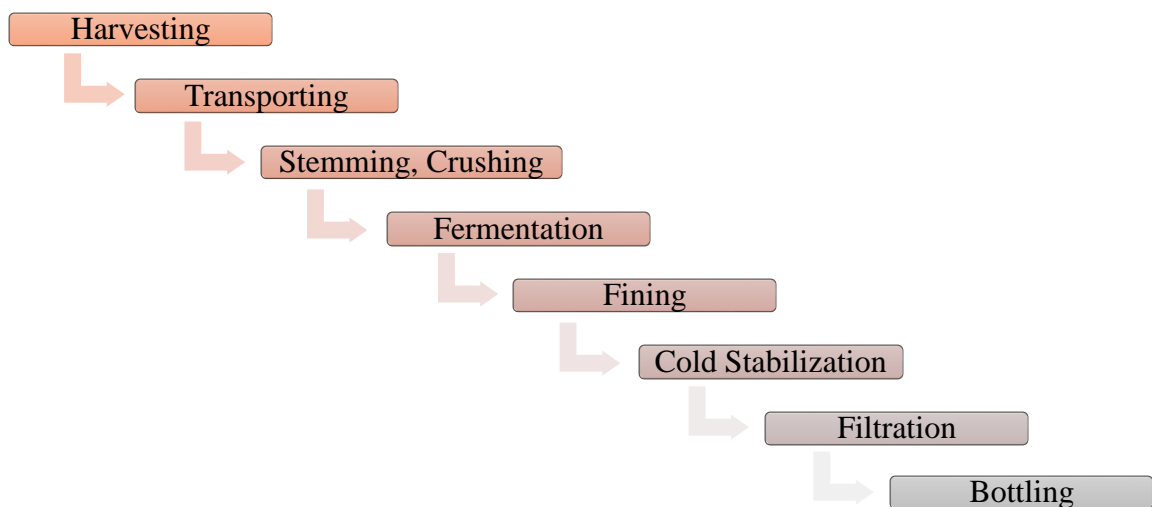 Harvesting
Transporting
Stemming, Crushing
Fermentation
Fining
Cold Stabilization
Filtration
Bottling